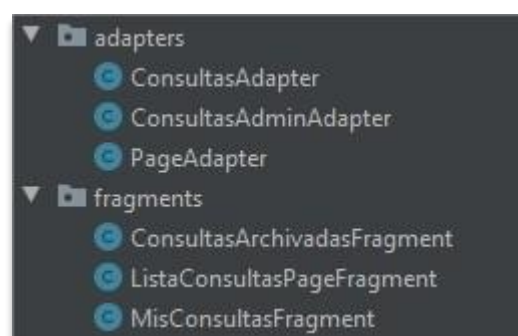 adapters
ConsultasAdapter
ConsultasAdminAdapter
PageAdapter
fragments
ConsultasArchivadasFragment
ListaConsultasPageFragment
MisConsultasFragment